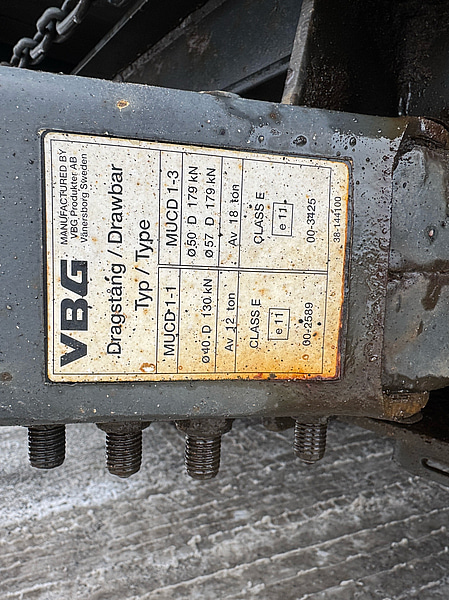 VBG
MANUFACTURED BY
VBG Produkter AB
Vänersborg Sweden
Dragstång / Drawbar
Typ / Type
MUCD 1-1
ø40 D 130 kN
Av 12 ton
CLASS E
e11
00-2589
MUCD 1-3
ø50 D 179 kN
ø57 D 179 kN
Av 18 ton
CLASS E
e11
00-3425
38-144100